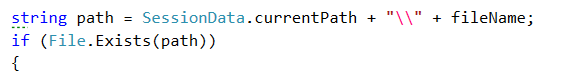 string path = SessionData.currentPath + "\\" + fileName;
if (File.Exists(path))
{